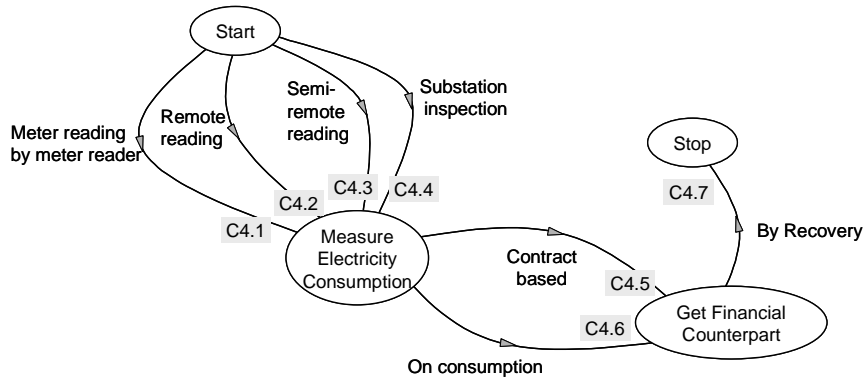 Start
Semi-
remote
reading
Substation
inspection
Remote
reading
Meter reading
by meter reader
Stop
C4.1
C4.2
C4.3
C4.4
C4.7
Measure
Electricity
Consumption
By Recovery
Contract
based
C4.5
C4.6
Get Financial
Counterpart
On consumption